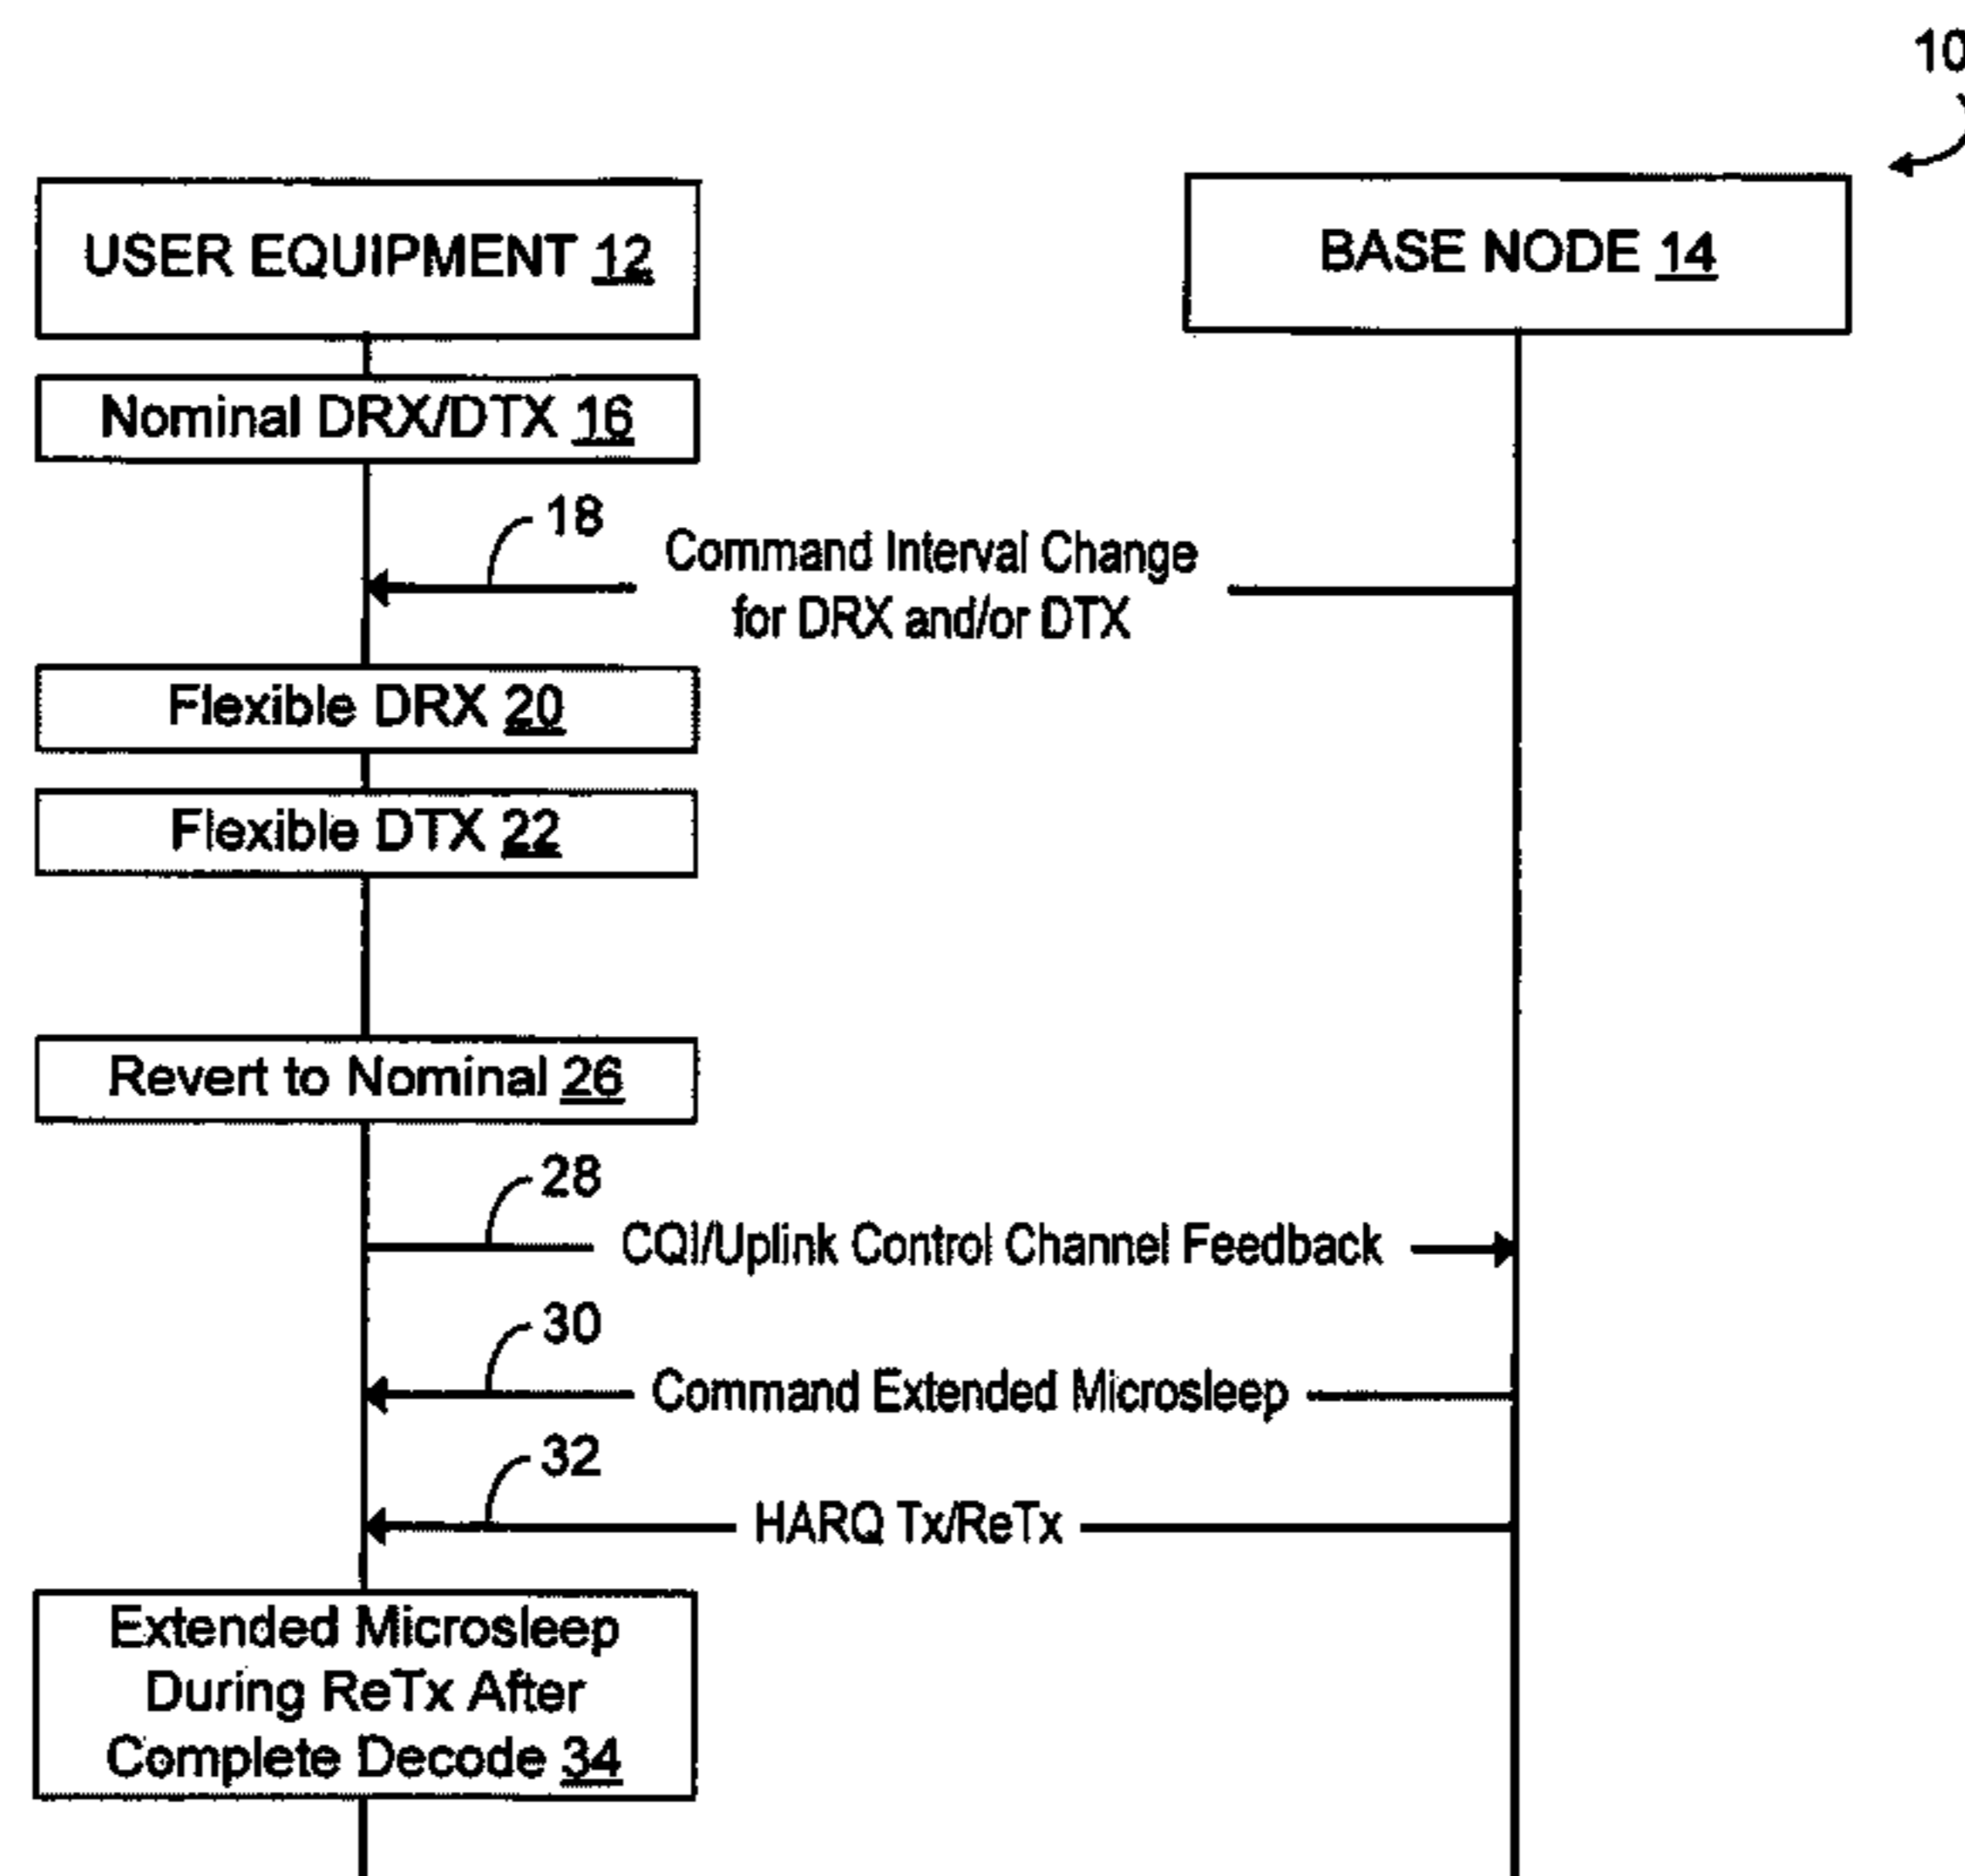 10
USER EQUIPMENT 12
BASE NODE 14
Nominal DRX/DTX 16
18
Command Interval Change
for DRX and/or DTX
Flexible DRX 20
Flexible DTX 22
Revert to Nominal 26
28
CQI/Uplink Control Channel Feedback
30
Command Extended Microsleep
32
HARQ Tx/ReTx
Extended Microsleep
During ReTx After
Complete Decode 34